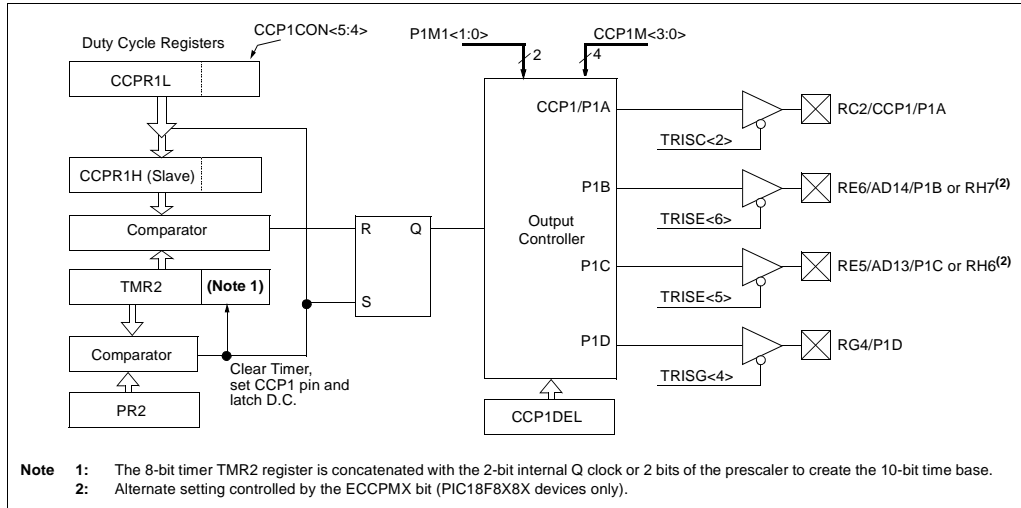 CCP1CON<5:4>
Duty Cycle Registers
CCPR1L
CCPR1H (Slave)
Comparator
TMR2
(Note 1)
Comparator
PR2
Clear Timer,
set CCP1 pin and
latch D.C.
R
Q
S
P1M1<1:0>
2
CCP1M<3:0>
4
CCP1/P1A
P1B
Output
Controller
P1C
P1D
CCP1DEL
TRISC<2>
RC2/CCP1/P1A
TRISE<6>
RE6/AD14/P1B or RH7(2)
TRISE<5>
RE5/AD13/P1C or RH6(2)
TRISG<4>
RG4/P1D
Note 1: The 8-bit timer TMR2 register is concatenated with the 2-bit internal Q clock or 2 bits of the prescaler to create the 10-bit time base.
2: Alternate setting controlled by the ECCPMX bit (PIC18F8X8X devices only).